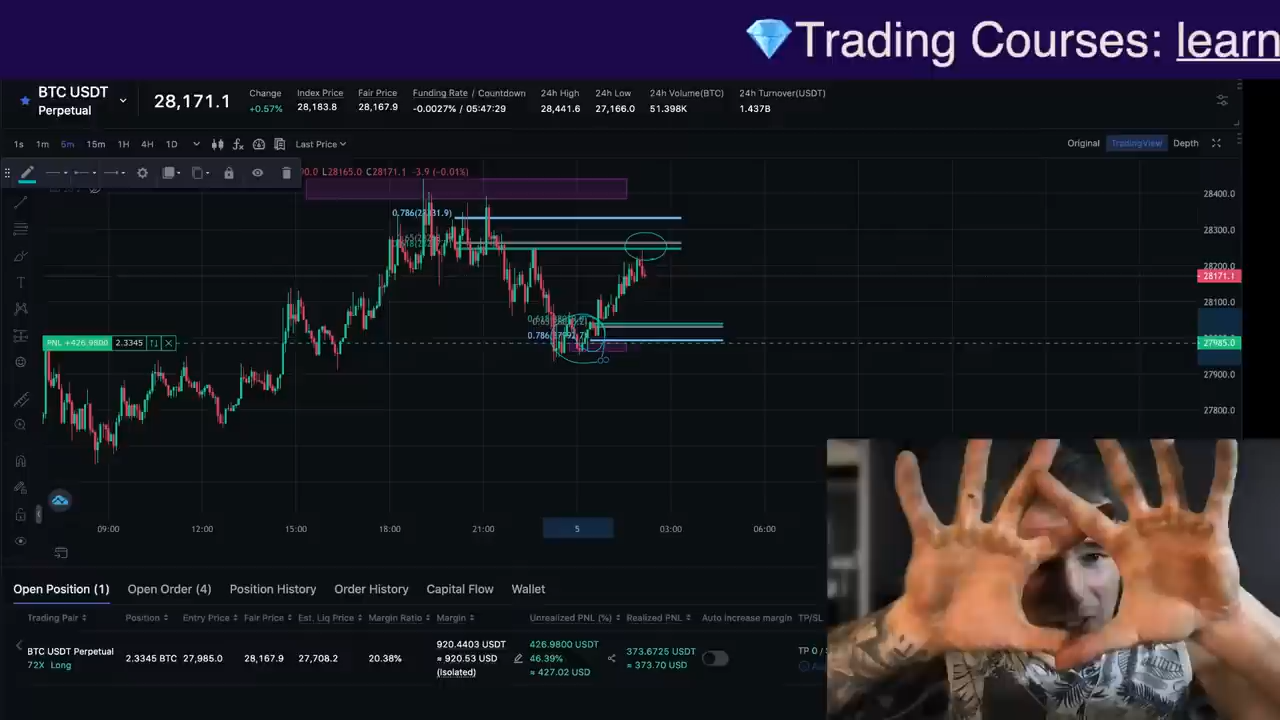 💎Trading Courses: learn
BTC USDT
Perpetual
28,171.1
Change
+0.57%
Index Price
28,183.8
Fair Price
28,167.9
Funding Rate / Countdown
-0.0027% / 05:47:29
24h High
28,441.6
24h Low
27,166.0
24h Volume(BTC)
51.398K
24h Turnover(USDT)
1.437B
1s 1m 5m 15m 1H 4H 1D Last Price
Original TradingView Depth
L28165.0 C28171.1 -3.9 (-0.01%)
28400.0
28300.0
28200.0
28171.1
28100.0
27985.0
27900.0
27800.0
PNL +426.9800 2.3345
09:00 12:00 15:00 18:00 21:00 5 03:00 06:00
Open Position (1) Open Order (4) Position History Order History Capital Flow Wallet
Trading Pair Position Entry Price Fair Price Est. Liq Price Margin Ratio Margin Unrealized PNL (%) Realized PNL Auto Increase margin TP/SL
BTC USDT Perpetual
72X Long
2.3345 BTC 27,985.0 28,167.9 27,708.2 20.38%
920.4403 USDT
≈ 920.53 USD
(Isolated)
426.9800 USDT
46.39%
≈ 427.02 USD
373.6725 USDT
≈ 373.70 USD
TP 0 /